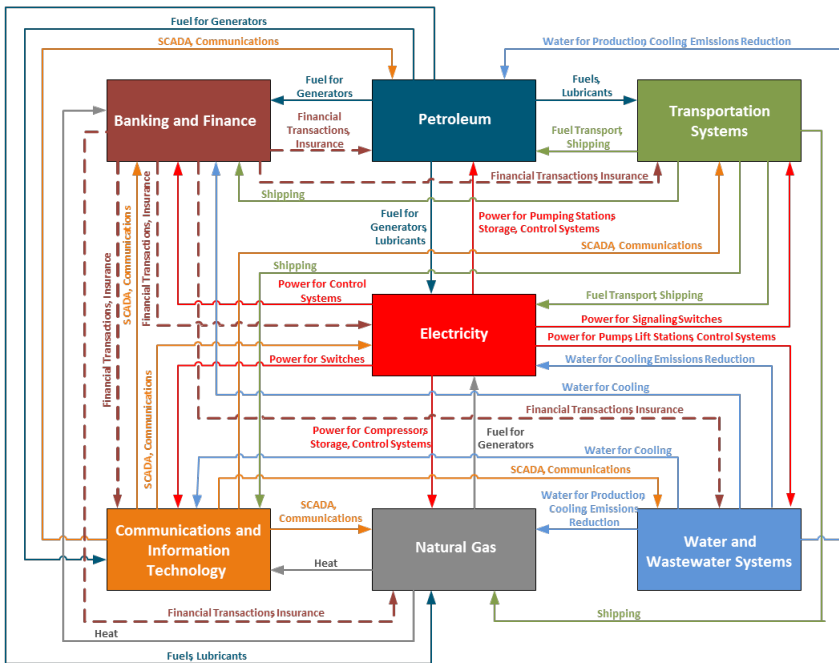 Fuel for Generators
SCADA, Communications
Water for Production, Cooling Emissions Reduction
Banking and Finance
Fuel for
Generators
Financial
Transactions,
Insurance
Petroleum
Fuels,
Lubricants
Fuel Transport,
Shipping
Transportation
Systems
Financial Transactions Insurance
Shipping
Fuel for
Generators,
Lubricants
Power for Pumping Stations,
Storage, Control Systems
SCADA, Communications
SCADA, Communications
Financial Transactions, Insurance
Financial Transactions, Insurance
Shipping
Power for Control
Systems
Fuel Transport, Shipping
Electricity
Power for Signaling Switches
Power for Pumps, Lift Stations, Control Systems
Power for Switches
Water for Cooling Emissions Reduction
Water for Cooling
SCADA, Communications
Financial Transactions Insurance
Power for Compressors,
Storage, Control Systems
Fuel for
Generators
Water for Cooling
SCADA, Communications
Communications and
Information
Technology
SCADA,
Communications
Heat
Natural Gas
Water for Production,
Cooling, Emissions
Reduction
Water and
Wastewater Systems
Financial Transactions Insurance
Shipping
Heat
Fuels, Lubricants